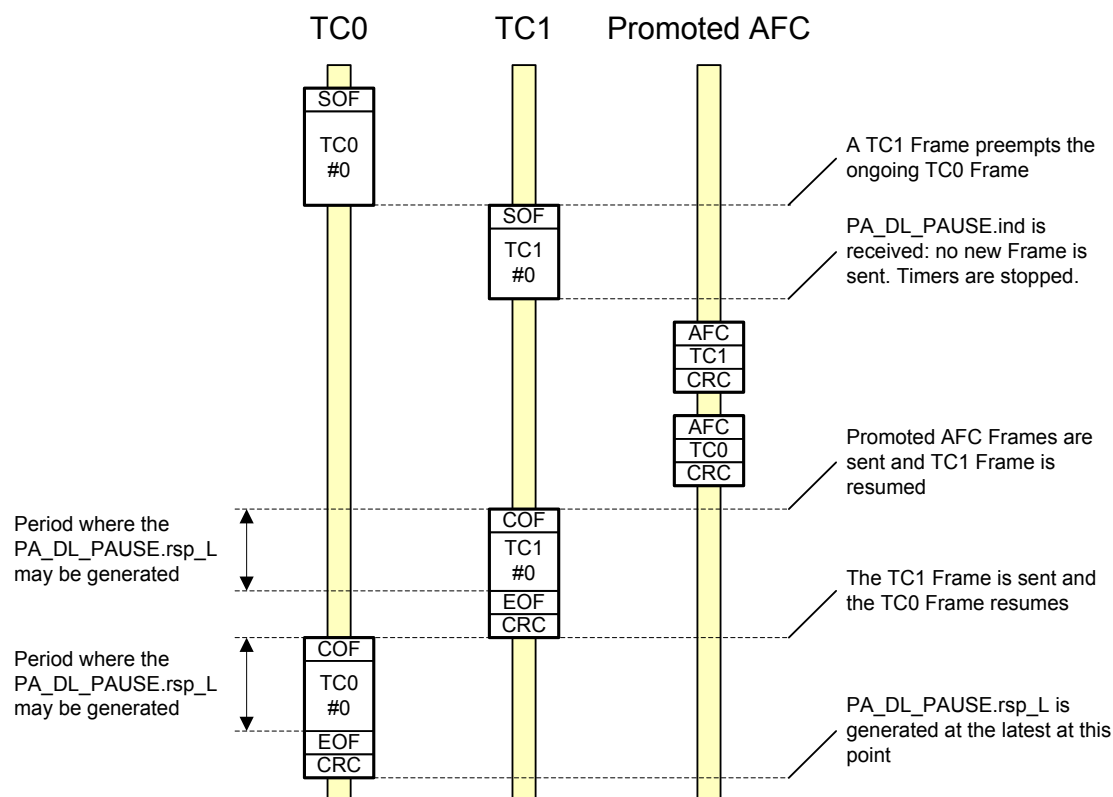 TC0
TC1
Promoted AFC
SOF
TC0
#0
A TC1 Frame preempts the
ongoing TC0 Frame
SOF
TC1
#0
PA_DL_PAUSE.ind is
received: no new Frame is
sent. Timers are stopped.
AFC
TC1
CRC
AFC
TC0
CRC
Promoted AFC Frames are
sent and TC1 Frame is
resumed
Period where the
PA_DL_PAUSE.rsp_L
may be generated
COF
TC1
#0
EOF
CRC
The TC1 Frame is sent and
the TC0 Frame resumes
Period where the
PA_DL_PAUSE.rsp_L
may be generated
COF
TC0
#0
EOF
CRC
PA_DL_PAUSE.rsp_L is
generated at the latest at this
point